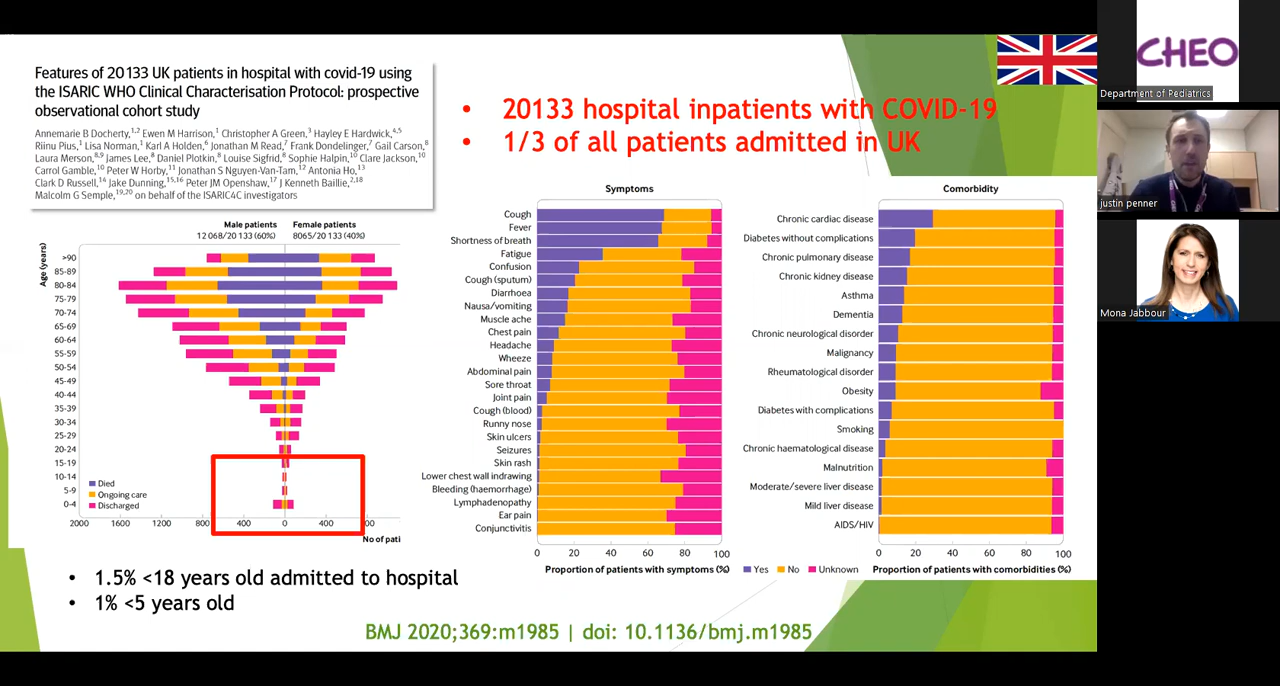 Features of 20133 UK patients in hospital with covid-19 using
the ISARIC WHO Clinical Characterisation Protocol: prospective
observational cohort study
Annemarie B Docherty,1,2 Ewen M Harrison,1 Christopher A Green,3 Hayley E Hardwick,4,5
Riinu Pius,1 Lisa Norman,1 Karl A Holden,6 Jonathan M Read,7 Frank Dondelinger,7 Gail Carson,8
Laura Merson,8,9 James Lee,8 Daniel Plotkin,8 Louise Sigfrid,8 Sophie Halpin,10 Clare Jackson,10
Carrol Gamble,10 Peter W Horby,11 Jonathan S Nguyen-Van-Tam,12 Antonia Ho,13
Clark D Russell,14 Jake Dunning,15,16 Peter JM Openshaw,17 J Kenneth Baillie,2,18
Malcolm G Semple,19,20 on behalf of the ISARIC4C investigators
• 20133 hospital inpatients with COVID-19
• 1/3 of all patients admitted in UK
Male patients
12 068/20 133 (60%)
Female patients
8065/20 133 (40%)
Age (years)
>90
85-89
80-84
75-79
70-74
65-69
60-64
55-59
50-54
45-49
40-44
35-39
30-34
25-29
20-24
15-19
10-14
5-9
0-4
Died
Ongoing care
Discharged
2000 1600 1200 800 400 0 400 00
No of pati
Symptoms
Cough
Fever
Shortness of breath
Fatigue
Confusion
Cough (sputum)
Diarrhoea
Nausa/vomiting
Muscle ache
Chest pain
Headache
Wheeze
Abdominal pain
Sore throat
Joint pain
Cough (blood)
Runny nose
Skin ulcers
Seizures
Skin rash
Lower chest wall indrawing
Bleeding (haemorrhage)
Lymphadenopathy
Ear pain
Conjunctivitis
0 20 40 60 80 100
Proportion of patients with symptoms (%)
Yes No Unknown
Comorbidity
Chronic cardiac disease
Diabetes without complications
Chronic pulmonary disease
Chronic kidney disease
Asthma
Dementia
Chronic neurological disorder
Malignancy
Rheumatological disorder
Obesity
Diabetes with complications
Smoking
Chronic haematological disease
Malnutrition
Moderate/severe liver disease
Mild liver disease
AIDS/HIV
0 20 40 60 80 100
Proportion of patients with comorbidities (%)
• 1.5% <18 years old admitted to hospital
• 1% <5 years old
BMJ 2020;369:m1985 | doi: 10.1136/bmj.m1985
CHEO
Department of Pediatrics
justin penner
Mona Jabbour